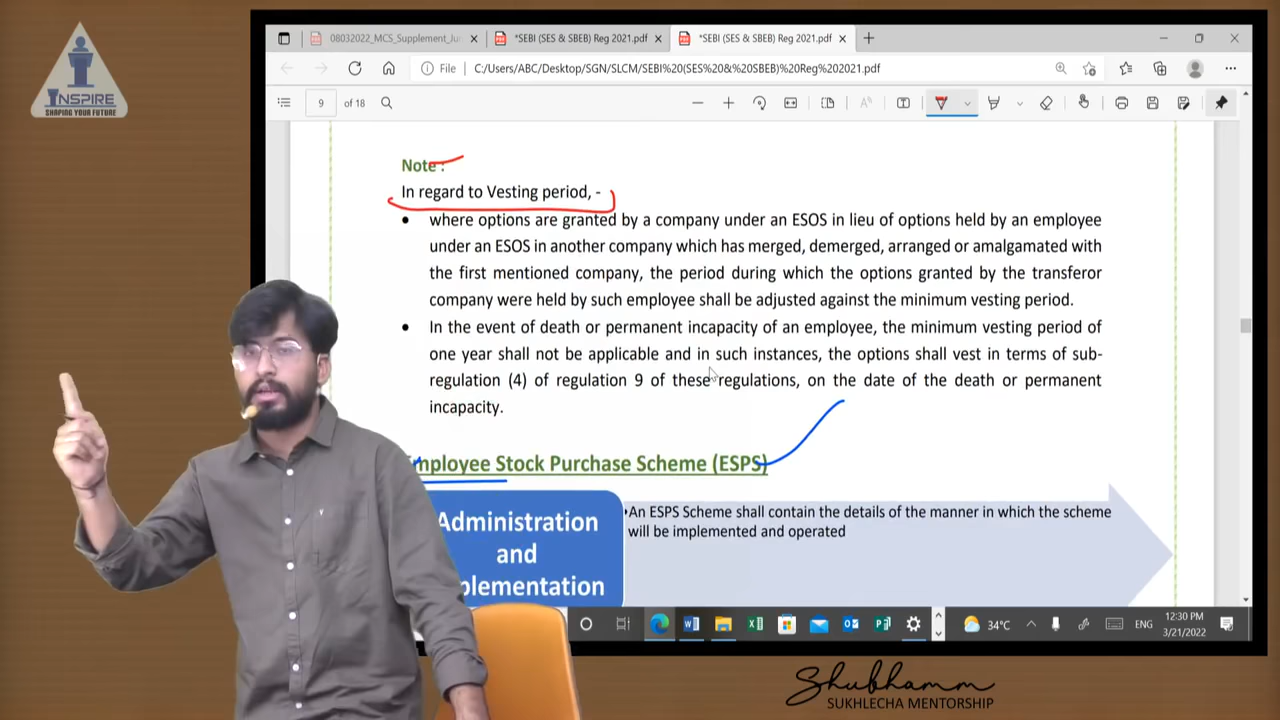 INSPIRE
SHAPING YOUR FUTURE
08032022_MCS_Supplement_Ju
*SEBI (SES & SBEB) Reg 2021.pdf
*SEBI (SES & SBEB) Reg 2021.pdf
File
C:/Users/ABC/Desktop/SGN/SLCM/SEBI%20(SES%20&%20SBEB)%20Reg%202021.pdf
9 of 18
Note :
In regard to Vesting period, -
• where options are granted by a company under an ESOS in lieu of options held by an employee
under an ESOS in another company which has merged, demerged, arranged or amalgamated with
the first mentioned company, the period during which the options granted by the transferor
company were held by such employee shall be adjusted against the minimum vesting period.
• In the event of death or permanent incapacity of an employee, the minimum vesting period of
one year shall not be applicable and in such instances, the options shall vest in terms of sub-
regulation (4) of regulation 9 of these regulations, on the date of the death or permanent
incapacity.
mployee Stock Purchase Scheme (ESPS)
Administration
and
plementation
•An ESPS Scheme shall contain the details of the manner in which the scheme
will be implemented and operated
34°C
ENG
12:30 PM
3/21/2022
Shubhamm
SUKHLECHA MENTORSHIP